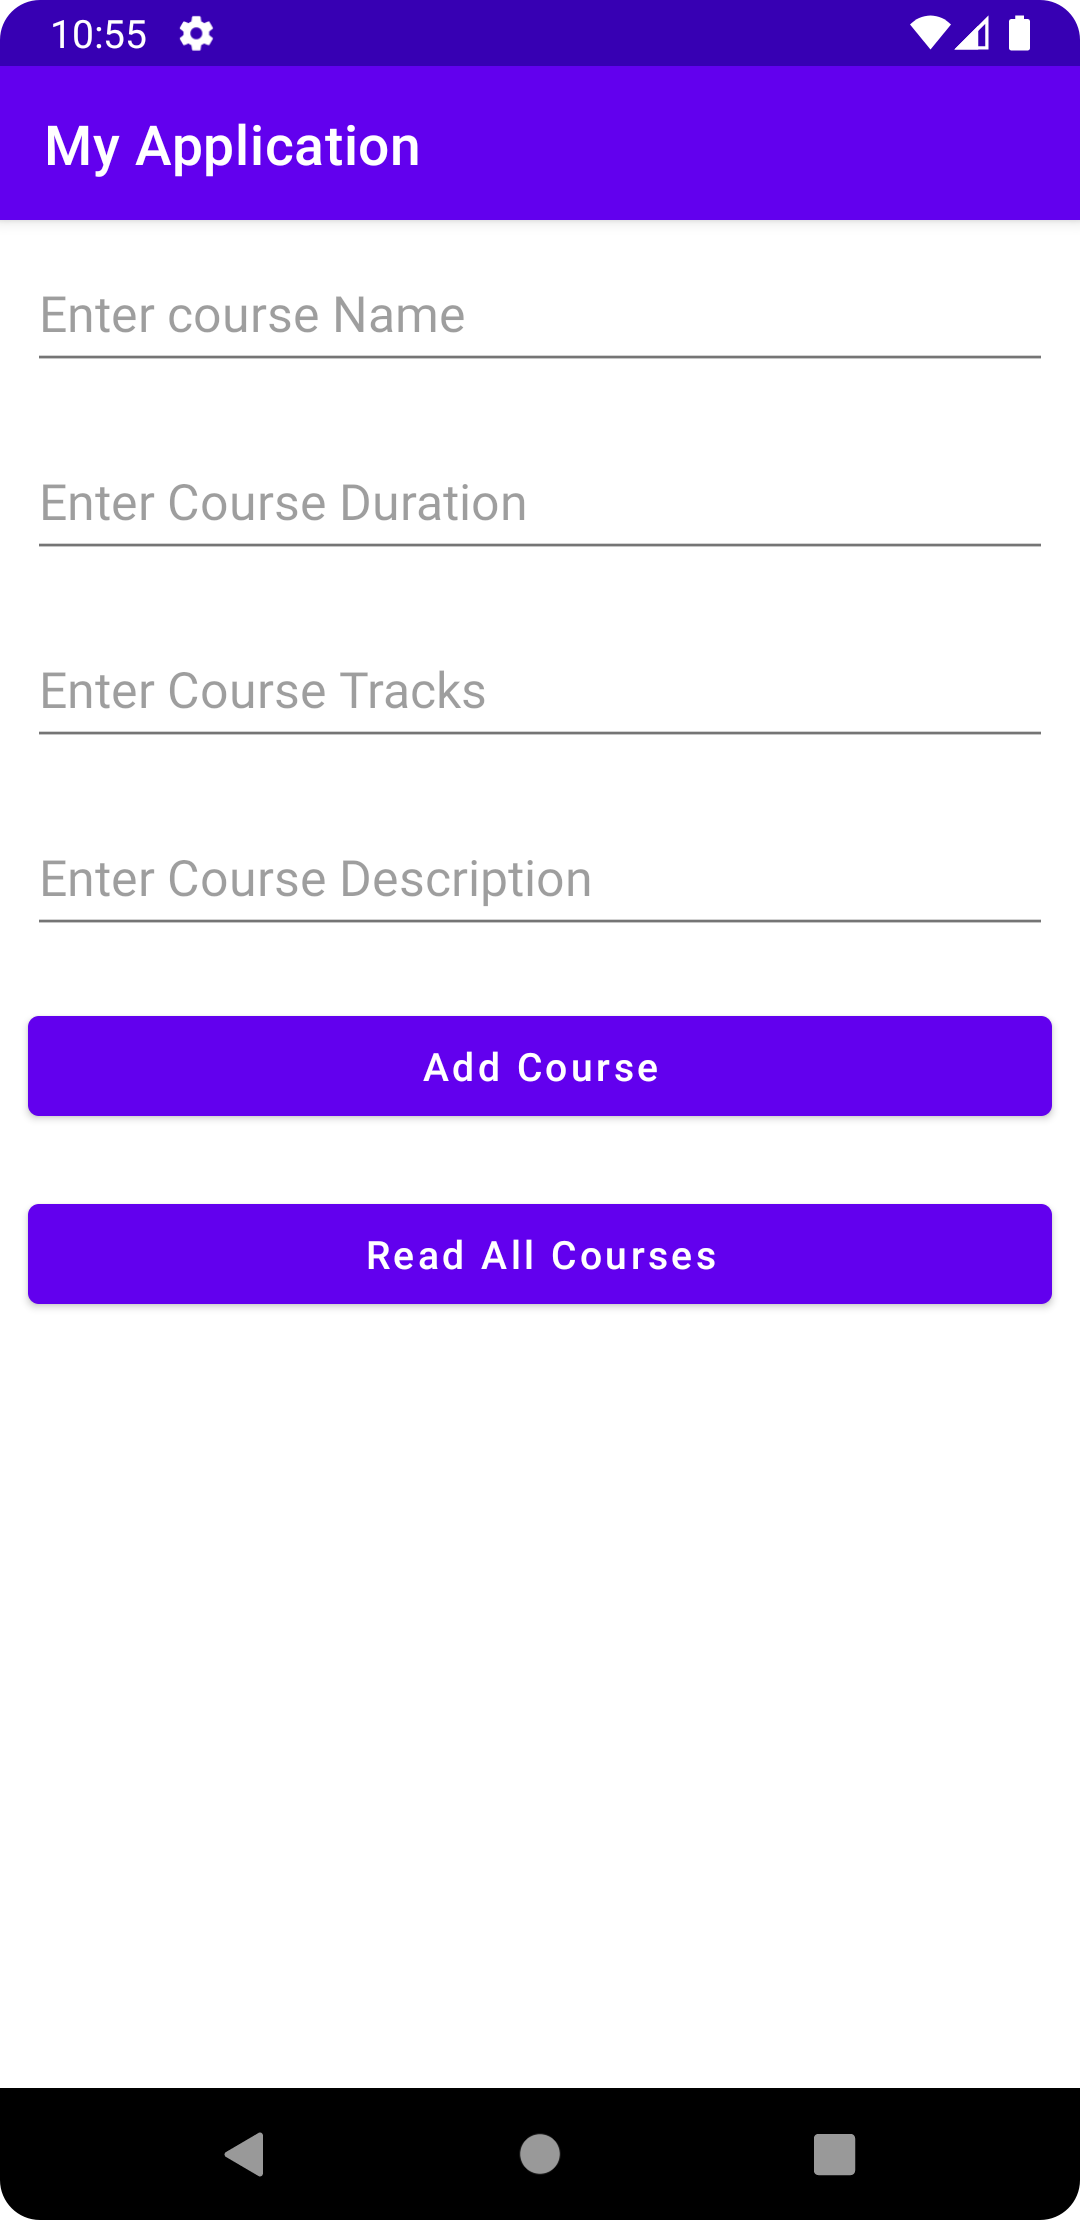 10:55
My Application
Enter course Name
Enter Course Duration
Enter Course Tracks
Enter Course Description
Add Course
Read All Courses